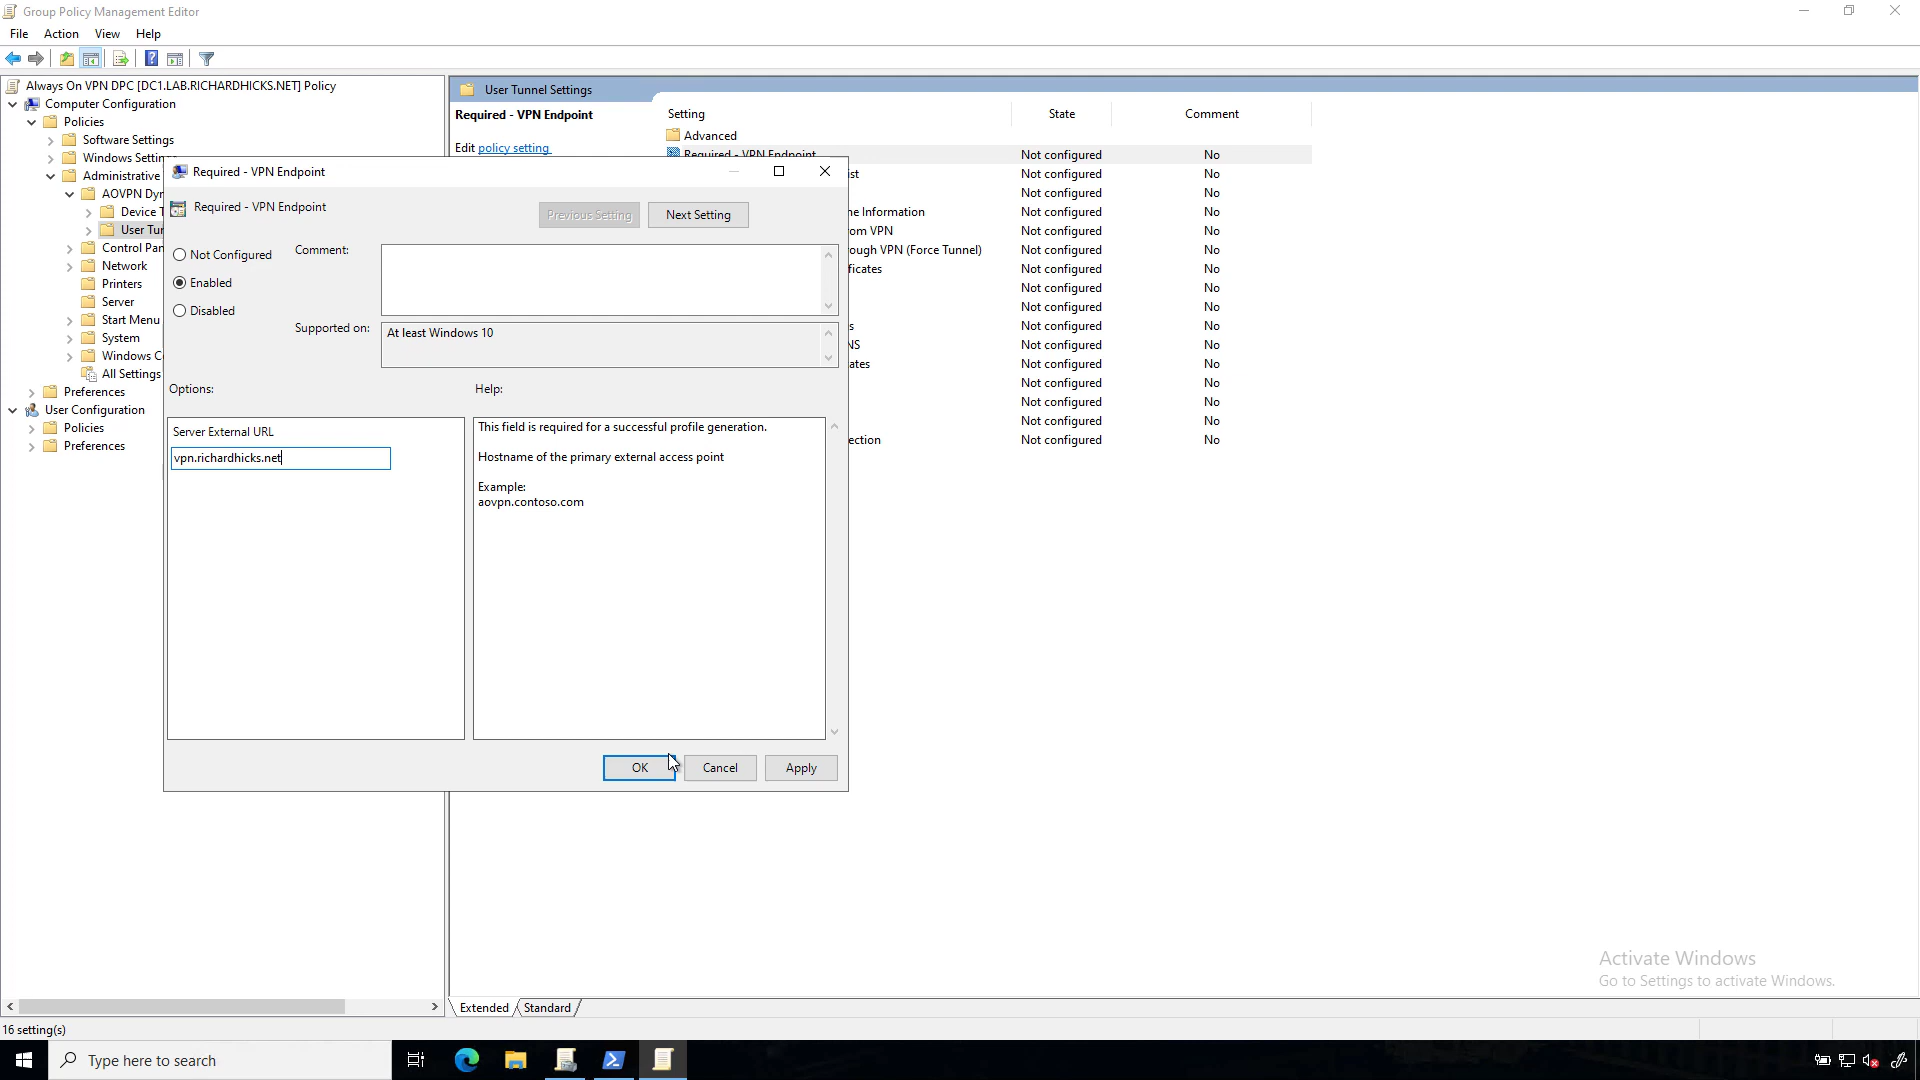 Group Policy Management Editor
File Action View Help
Always On VPN DPC [DC1.LAB.RICHARDHICKS.NET] Policy
Computer Configuration
Policies
Software Settings
Windows Settin
Administrative
AOVPN Dyn
Device T
User Tur
Control Pan
Network
Printers
Server
Start Menu
System
Windows C
All Settings
Preferences
User Configuration
Policies
Preferences
User Tunnel Settings
Required - VPN Endpoint
Edit policy setting
Setting State Comment
Advanced
Required - VPN Endpoint Not configured No
ist Not configured No
Not configured No
ne Information Not configured No
om VPN Not configured No
ough VPN (Force Tunnel) Not configured No
ficates Not configured No
Not configured No
Not configured No
s Not configured No
NS Not configured No
ates Not configured No
Not configured No
Not configured No
Not configured No
ection Not configured No
Required - VPN Endpoint
Required - VPN Endpoint
Previous Setting Next Setting
Not Configured
Enabled
Disabled
Comment:
Supported on:
At least Windows 10
Options:
Help:
Server External URL
vpn.richardhicks.net
This field is required for a successful profile generation.
Hostname of the primary external access point
Example:
aovpn.contoso.com
OK Cancel Apply
Activate Windows
Go to Settings to activate Windows.
Extended Standard
16 setting(s)
Type here to search